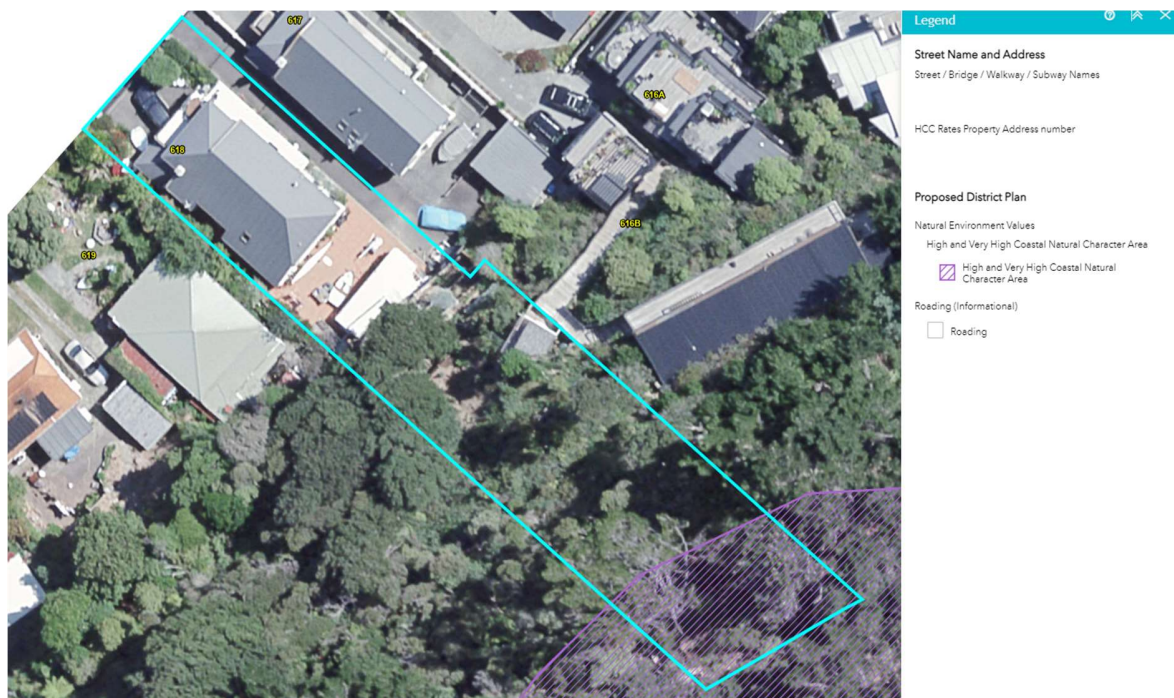 617
616A
618
616B
619
Legend
Street Name and Address
Street / Bridge / Walkway / Subway Names
HCC Rates Property Address number
Proposed District Plan
Natural Environment Values
High and Very High Coastal Natural Character Area
High and Very High Coastal Natural
Character Area
Roading (Informational)
Roading